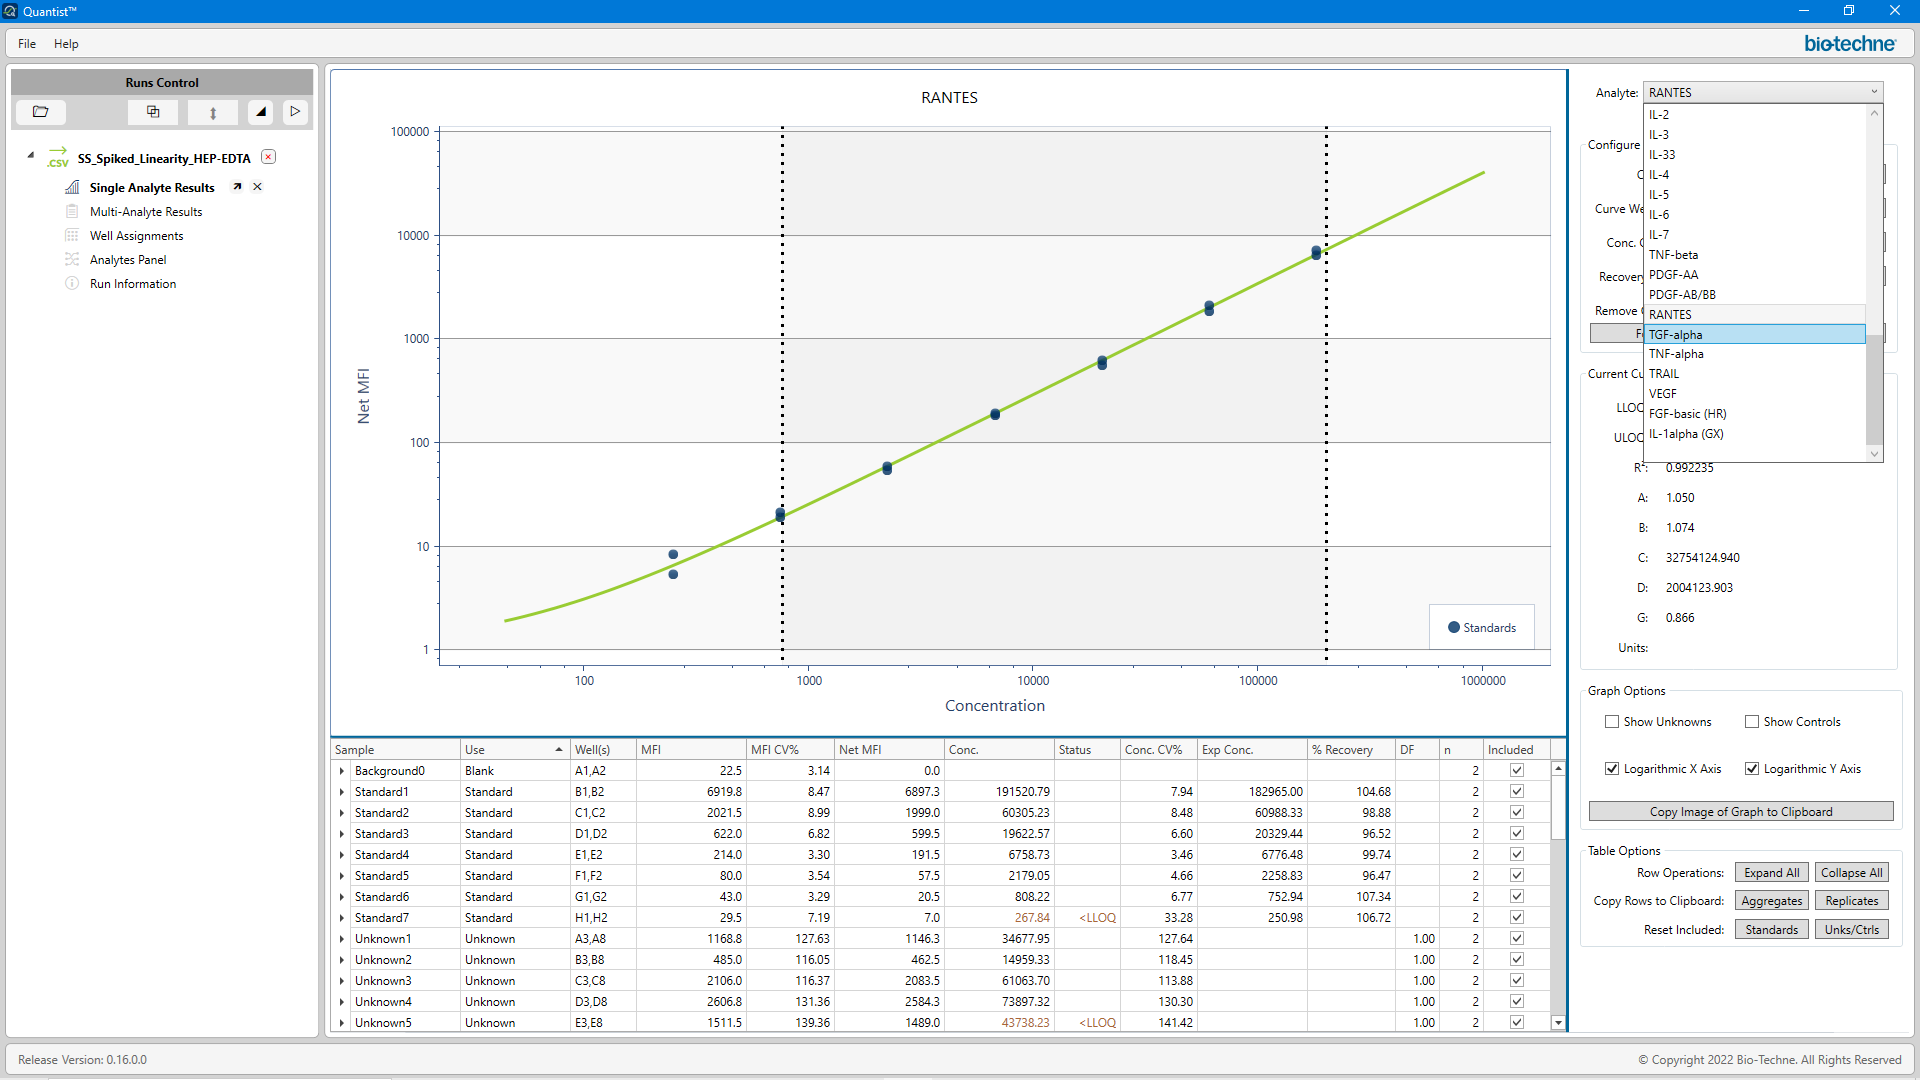 Quantist™
File Help
bio-techne
Runs Control
.csv SS_Spiked_Linearity_HEP-EDTA
Single Analyte Results
Multi-Analyte Results
Well Assignments
Analytes Panel
Run Information
RANTES
Net MFI
100000
10000
1000
100
10
1
100 1000 10000 100000 1000000
Concentration
Standards
Sample Use Well(s) MFI MFI CV% Net MFI Conc. Status Conc. CV% Exp Conc. % Recovery DF n Included
Background0 Blank A1,A2 22.5 3.14 0.0 2
Standard1 Standard B1,B2 6919.8 8.47 6897.3 191520.79 7.94 182965.00 104.68 2
Standard2 Standard C1,C2 2021.5 8.99 1999.0 60305.23 8.48 60988.33 98.88 2
Standard3 Standard D1,D2 622.0 6.82 599.5 19622.57 6.60 20329.44 96.52 2
Standard4 Standard E1,E2 214.0 3.30 191.5 6758.73 3.46 6776.48 99.74 2
Standard5 Standard F1,F2 80.0 3.54 57.5 2179.05 4.66 2258.83 96.47 2
Standard6 Standard G1,G2 43.0 3.29 20.5 808.22 6.77 752.94 107.34 2
Standard7 Standard H1,H2 29.5 7.19 7.0 267.84 <LLOQ 33.28 250.98 106.72 2
Unknown1 Unknown A3,A8 1168.8 127.63 1146.3 34677.95 127.64 1.00 2
Unknown2 Unknown B3,B8 485.0 116.05 462.5 14959.33 118.45 1.00 2
Unknown3 Unknown C3,C8 2106.0 116.37 2083.5 61063.70 113.88 1.00 2
Unknown4 Unknown D3,D8 2606.8 131.36 2584.3 73897.32 130.30 1.00 2
Unknown5 Unknown E3,E8 1511.5 139.36 1489.0 43738.23 <LLOQ 141.42 1.00 2
Analyte: RANTES
IL-2
IL-3
IL-33
IL-4
IL-5
IL-6
IL-7
TNF-beta
PDGF-AA
PDGF-AB/BB
RANTES
TGF-alpha
TNF-alpha
TRAIL
VEGF
FGF-basic (HR)
IL-1alpha (GX)
Configure
Curve We
Conc. 
Recovery
Remove
Current Cu
LLOQ
ULOQ
R²: 0.992235
A: 1.050
B: 1.074
C: 32754124.940
D: 2004123.903
G: 0.866
Units:
Graph Options
Show Unknowns Show Controls
Logarithmic X Axis Logarithmic Y Axis
Copy Image of Graph to Clipboard
Table Options
Row Operations: Expand All Collapse All
Copy Rows to Clipboard: Aggregates Replicates
Reset Included: Standards Unks/Ctrls
Release Version: 0.16.0.0
© Copyright 2022 Bio-Techne. All Rights Reserved